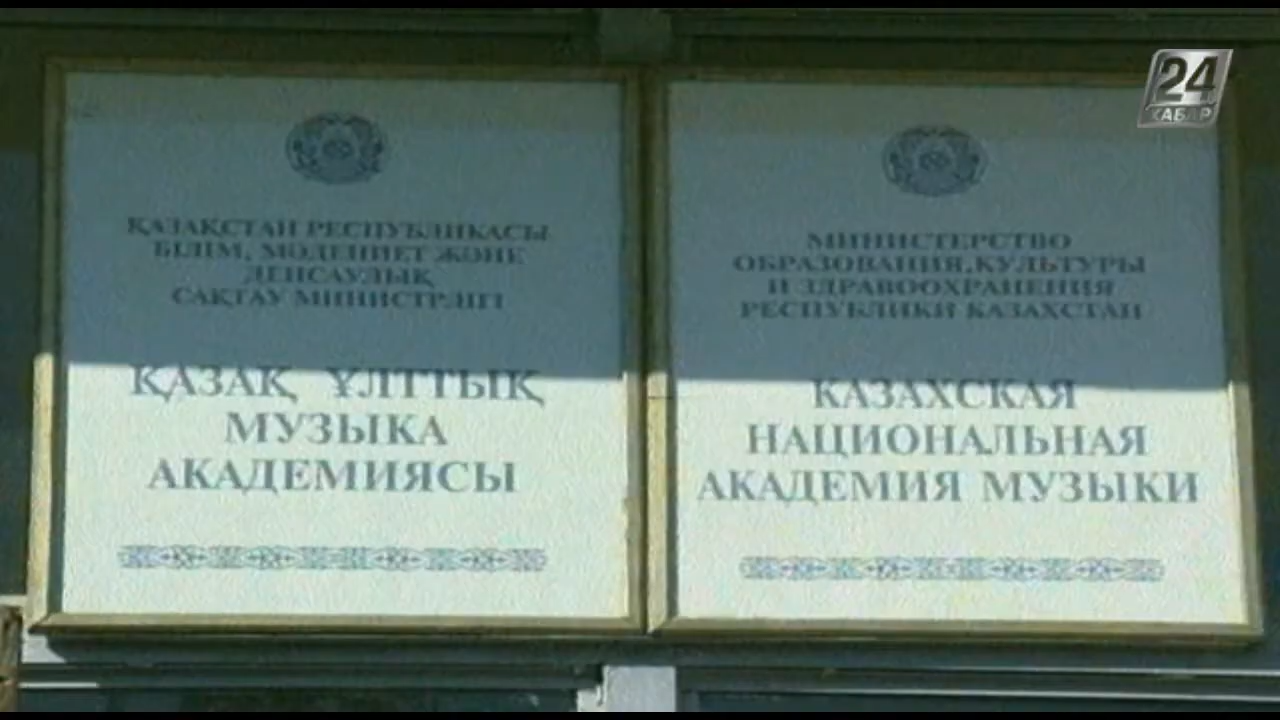 24
ХАБАР
ҚАЗАҚСТАН РЕСПУБЛИКАСЫ
БІЛІМ, МӘДЕНИЕТ ЖӘНЕ
ДЕНСАУЛЫҚ
САҚТАУ МИНИСТРЛІГІ
ҚАЗАҚ ҰЛТТЫҚ
МУЗЫКА
АКАДЕМИЯСЫ
МИНИСТЕРСТВО
ОБРАЗОВАНИЯ, КУЛЬТУРЫ
И ЗДРАВООХРАНЕНИЯ
РЕСПУБЛИКИ КАЗАХСТАН
КАЗАХСКАЯ
НАЦИОНАЛЬНАЯ
АКАДЕМИЯ МУЗЫКИ